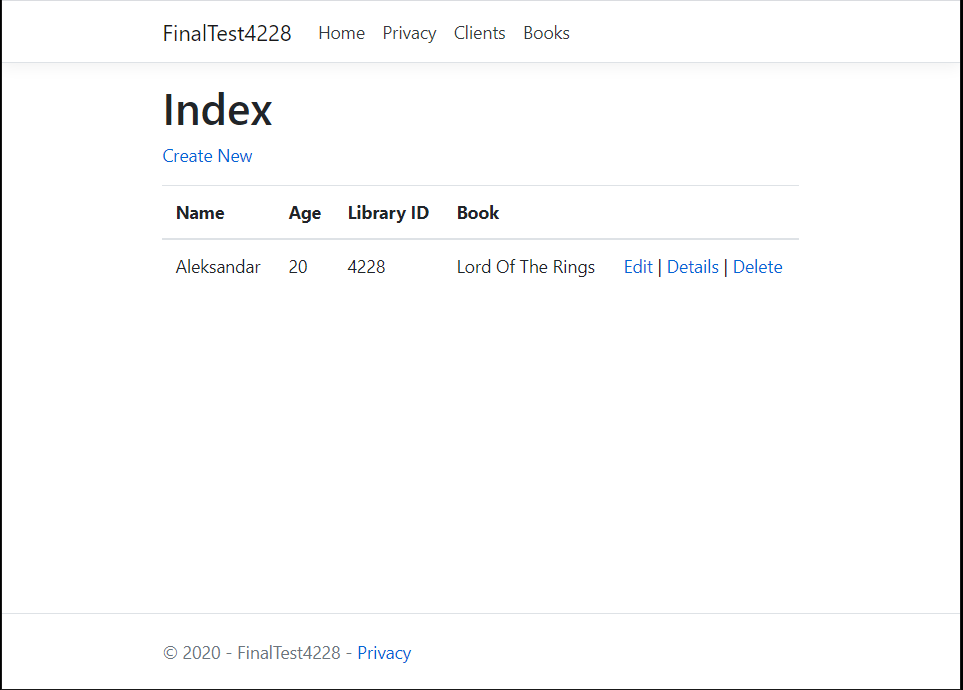 FinalTest4228 Home Privacy Clients Books
Index
Create New
Name Age Library ID Book
Aleksandar 20 4228 Lord Of The Rings Edit | Details | Delete
© 2020 - FinalTest4228 - Privacy